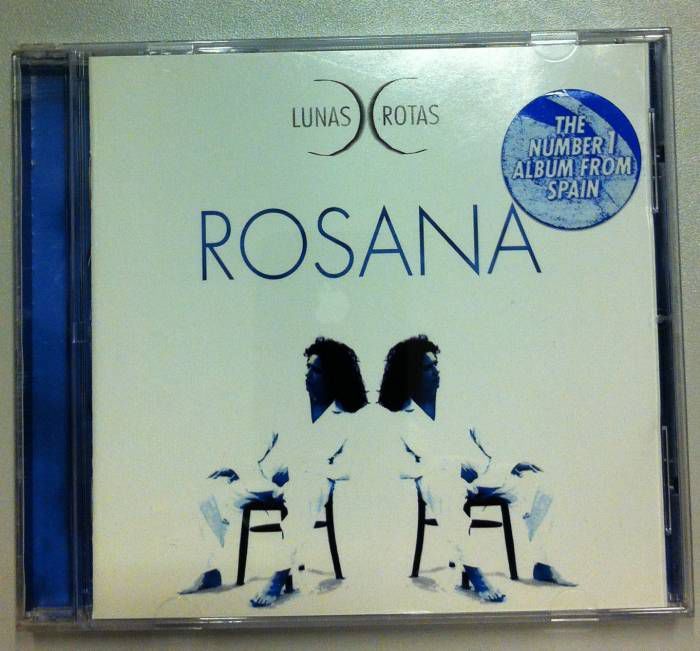 LUNAS ROTAS
THE
NUMBER 1
ALBUM FROM
SPAIN
ROSANA